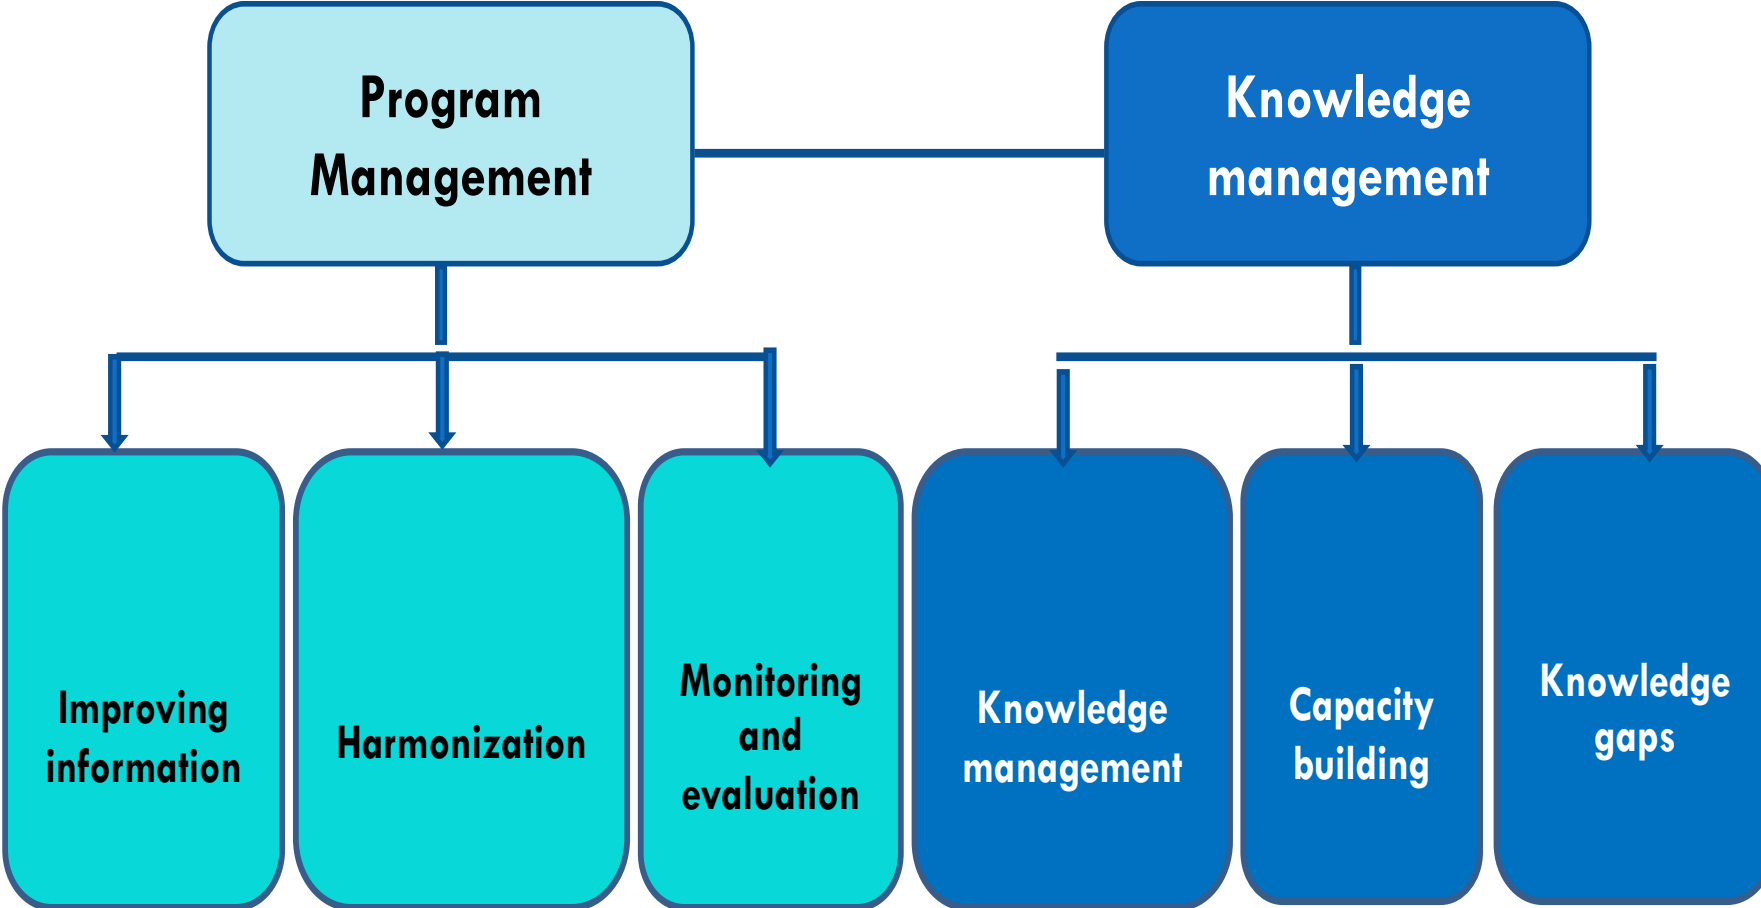 Program
Management
Knowledge
management
Improving
information
Harmonization
Monitoring
and
evaluation
Knowledge
management
Capacity
building
Knowledge
gaps